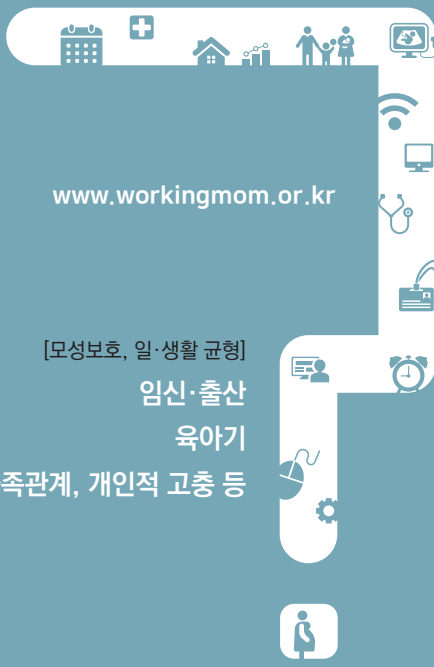 www.workingmom.or.kr
[모성보호, 일·생활 균형]
임신·출산
육아기
족관계, 개인적 고충 등